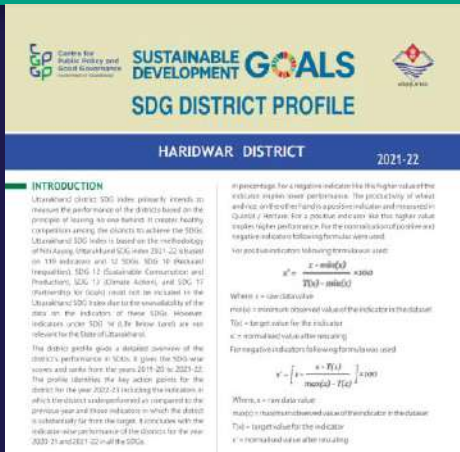 Centre for
Public Policy and
Good Governance
SUSTAINABLE
DEVELOPMENT GOALS
SDG DISTRICT PROFILE
HARIDWAR DISTRICT
2021-22
INTRODUCTION
Uttarakhand district SDG index primarily intends to
measure the performance of the districts based on the
principle of leaving no one behind. It creates healthy
competition among the districts to achieve the SDGs.
Uttarakhand SDG Index is based on the methodology
of Niti Aayog. Uttarakhand SDG index 2021-22 is based
on 119 indicators and 12 SDGs. SDG 10 (Reduced
Inequalities), SDG 12 (Sustainable Consumption and
Production), SDG 13 (Climate Action), and SDG 17
(Partnership for Goals) could not be included in the
Uttarakhand SDG Index due to the unavailability of the
data on the indicators of these SDGs. However,
indicators under SDG 14 (Life Below Land) are not
relevant for the State of Uttarakhand.
The district profile gives a detailed overview of the
district's performance in SDGs. It gives the SDG wise
scores and ranks from the years 2019-20 to 2021-22.
The profile identifies the key action points for the
district for the year 2022-23 including the indicators in
which the district underperformed as compared to the
previous year and those indicators in which the district
is substantially far from the target. It concludes with the
indicator-wise performance of the districts for the year
2020-21 and 2021-22 in all the SDGs.
in percentage. For a negative indicator like this higher value of the
indicator implies lower performance. The productivity of wheat
and rice, on the other hand is a positive indicator and measured in
Quintal / Hectare. For a positive indicator like this higher value
implies higher performance. For the normalisation of positive and
negative indicators following formulae were used:
For positive indicators following formula was used:
x' = x - min(x) / T(x) - min(x) ×100
Where x = raw data value
min(x) = minimum observed value of the indicator in the dataset
T(x) = target value for the indicator
x' = normalised value after rescaling
For negative indicators following formula was used:
x' = [1 - x - T(x) / max(x) - T(x)] ×100
Where, x = raw data value
max(x) = maximum observed value of the indicator in the dataset
T(x) = target value for the indicator
x' = normalised value after rescaling